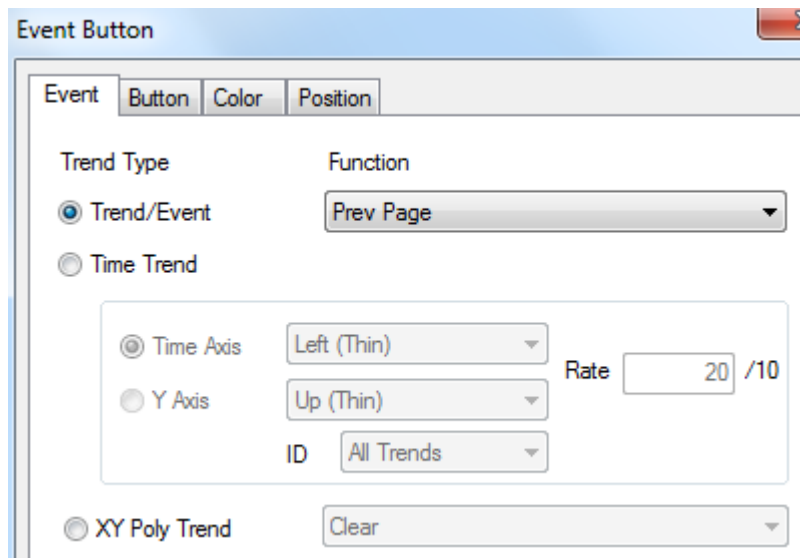 Event Button
Event Button Color Position
Trend Type Function
Trend/Event Prev Page
Time Trend
Time Axis Left (Thin)
Rate 20 /10
Y Axis Up (Thin)
ID All Trends
XY Poly Trend Clear